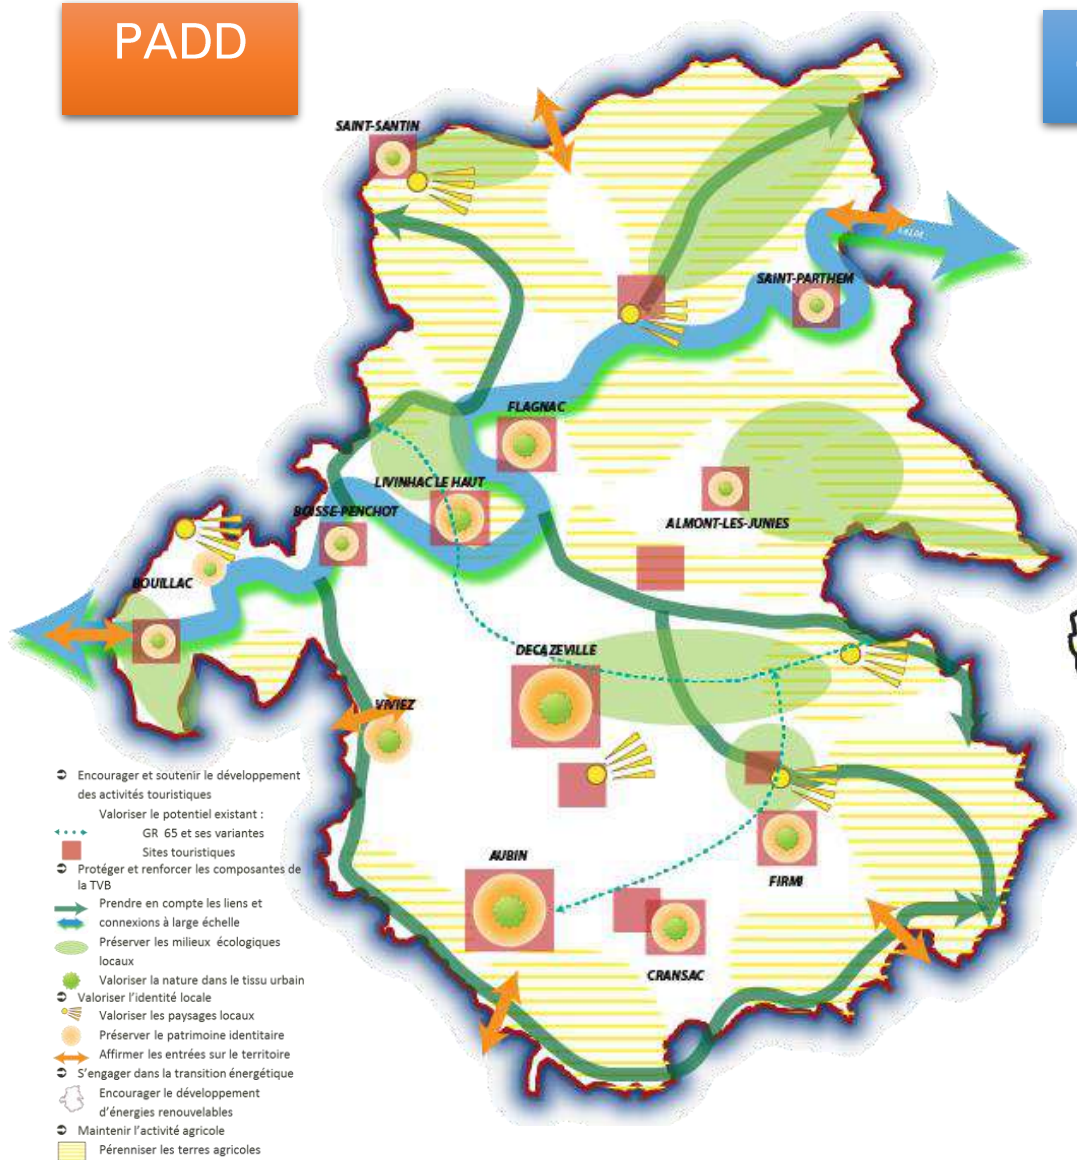 PADD
SAINT-SANTIN
SAINT-PARTHEM
FLAGNAC
LIVINHAC LE HAUT
BOISSE-PENCHOT
ALMONT-LES-JUNIES
BOUILLAC
DECAZEVILLE
VIVIEZ
AUBIN
FIRMI
CRANSAC
➲ Encourager et soutenir le développement
des activités touristiques
Valoriser le potentiel existant :
GR 65 et ses variantes
Sites touristiques
➲ Protéger et renforcer les composantes de
la TVB
Prendre en compte les liens et
connexions à large échelle
Préserver les milieux écologiques
locaux
Valoriser la nature dans le tissu urbain
➲ Valoriser l'identité locale
Valoriser les paysages locaux
Préserver le patrimoine identitaire
Affirmer les entrées sur le territoire
➲ S'engager dans la transition énergétique
Encourager le développement
d'énergies renouvelables
➲ Maintenir l'activité agricole
Pérenniser les terres agricoles